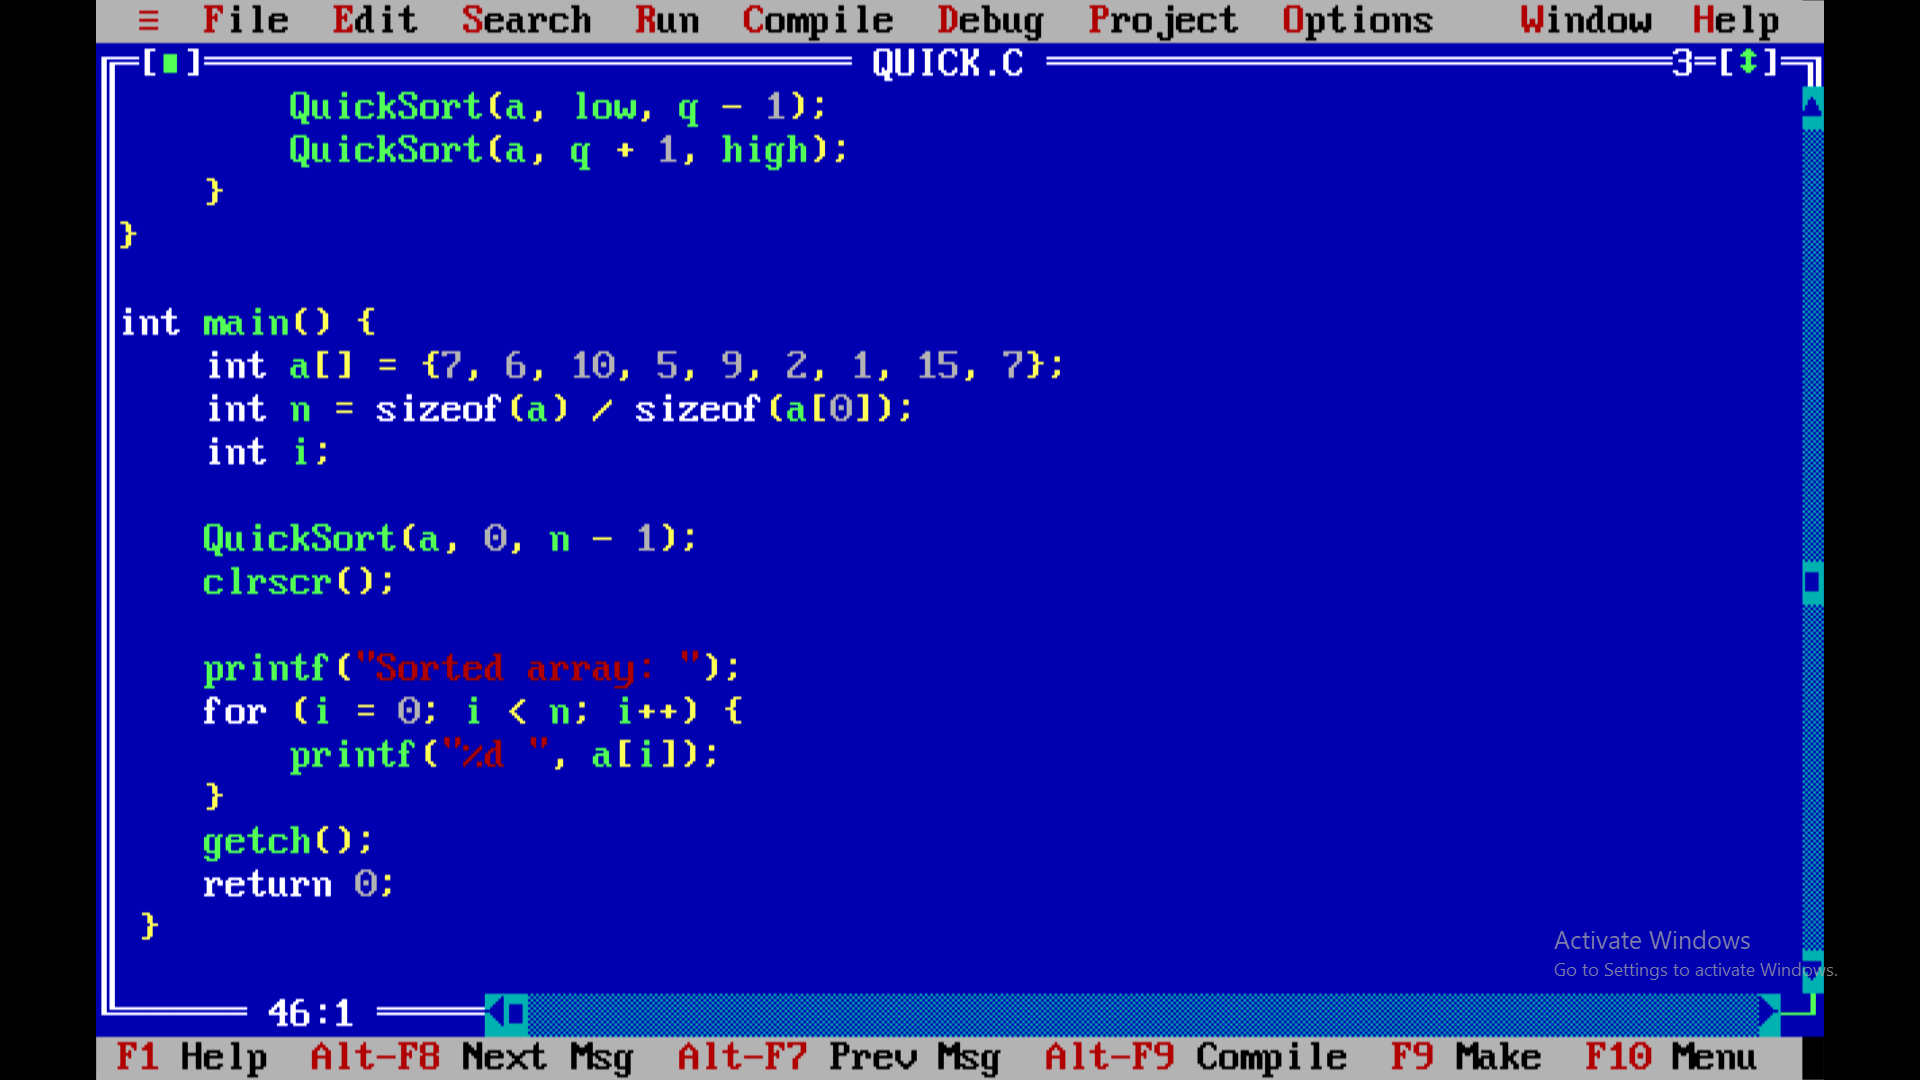 ≡ File Edit Search Run Compile Debug Project Options Window Help
[■] QUICK.C 3=[↕]
QuickSort(a, low, q - 1);
QuickSort(a, q + 1, high);
}
}
int main() {
int a[] = {7, 6, 10, 5, 9, 2, 1, 15, 7};
int n = sizeof(a) / sizeof(a[0]);
int i;
QuickSort(a, 0, n - 1);
clrscr();
printf("Sorted array: ");
for (i = 0; i < n; i++) {
printf("%d ", a[i]);
}
getch();
return 0;
}
Activate Windows
Go to Settings to activate Windows.
46:1
F1 Help Alt-F8 Next Msg Alt-F7 Prev Msg Alt-F9 Compile F9 Make F10 Menu